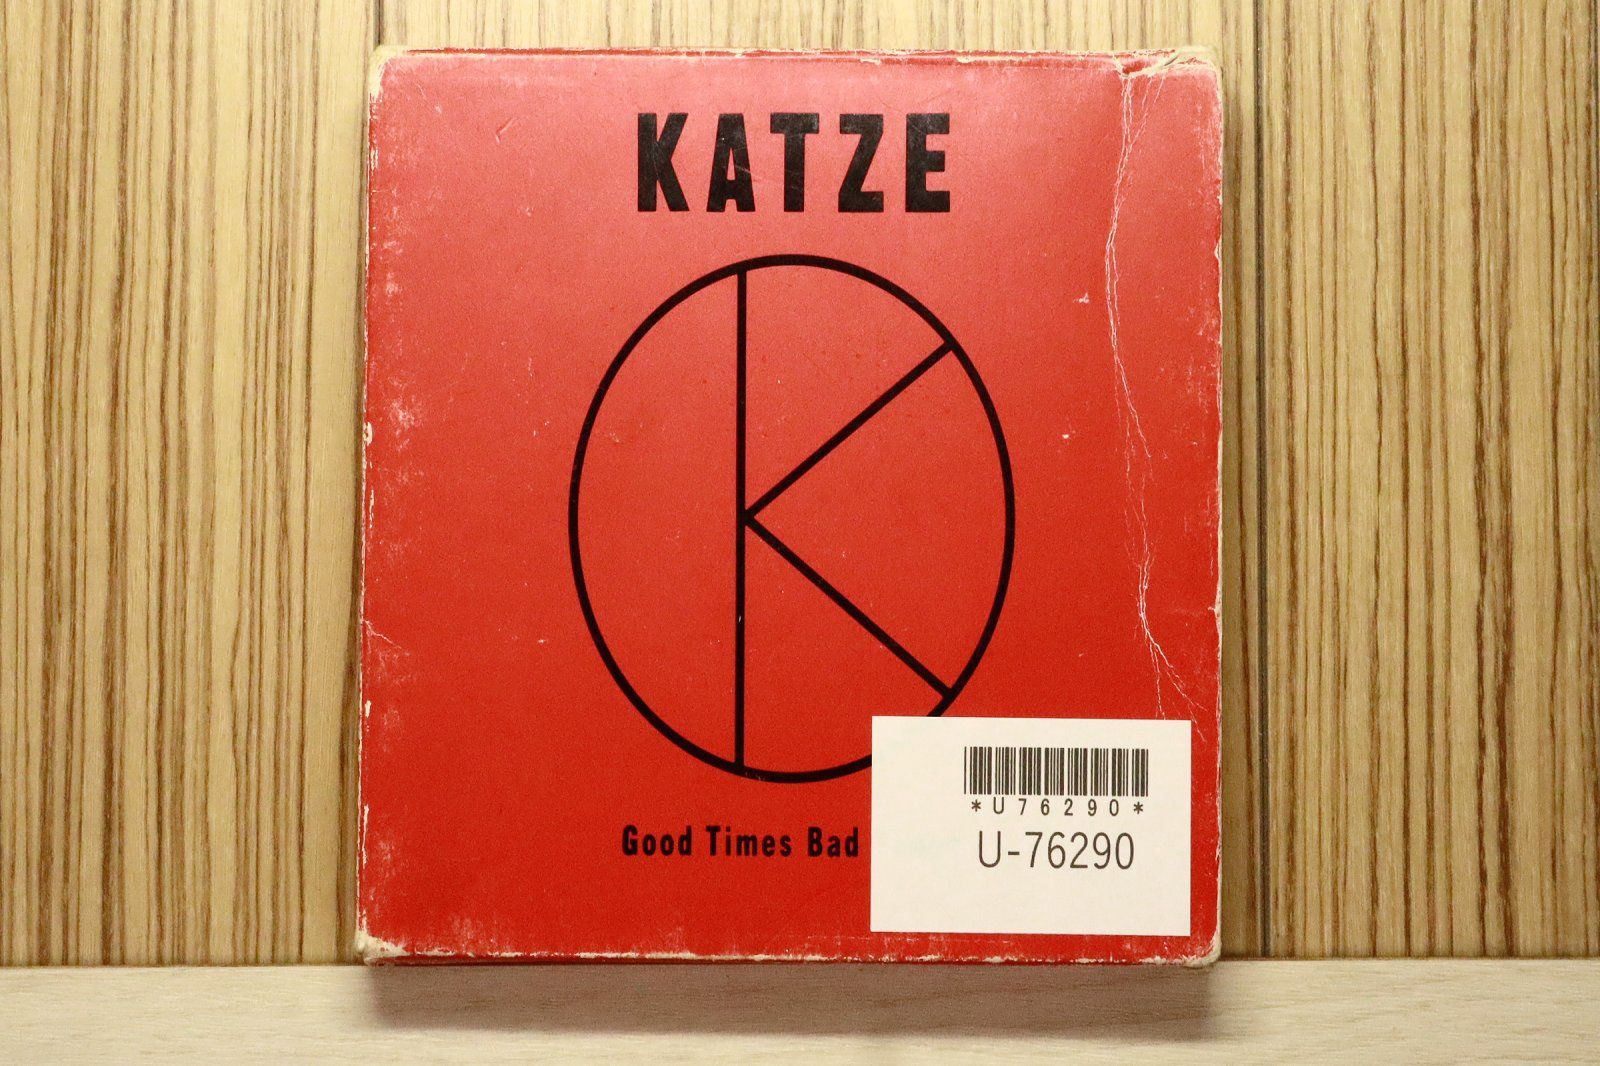 KATZE
K
Good Times Bad
*U76290*
U-76290